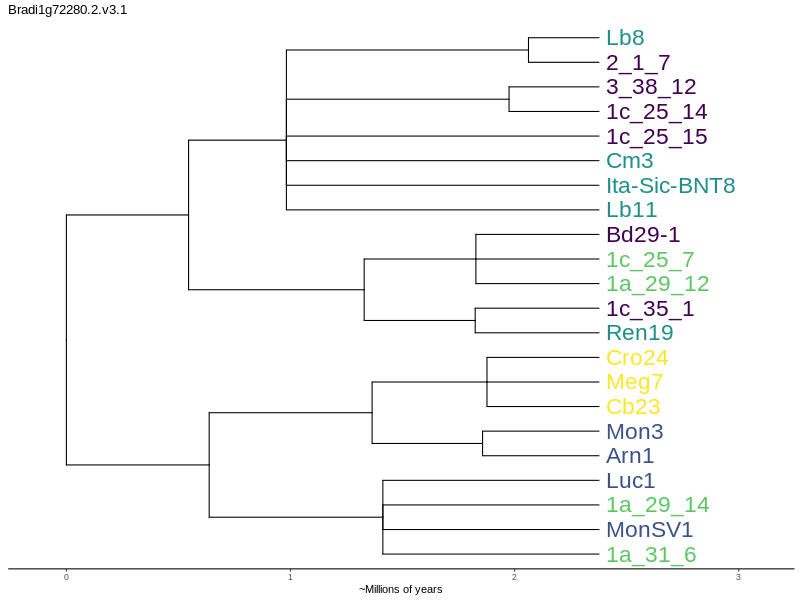 Bradi1g72280.2.v3.1
Lb8
2_1_7
3_38_12
1c_25_14
1c_25_15
Cm3
Ita-Sic-BNT8
Lb11
Bd29-1
1c_25_7
1a_29_12
1c_35_1
Ren19
Cro24
Meg7
Cb23
Mon3
Arn1
Luc1
1a_29_14
MonSV1
1a_31_6
0 1 2 3
~Millions of years